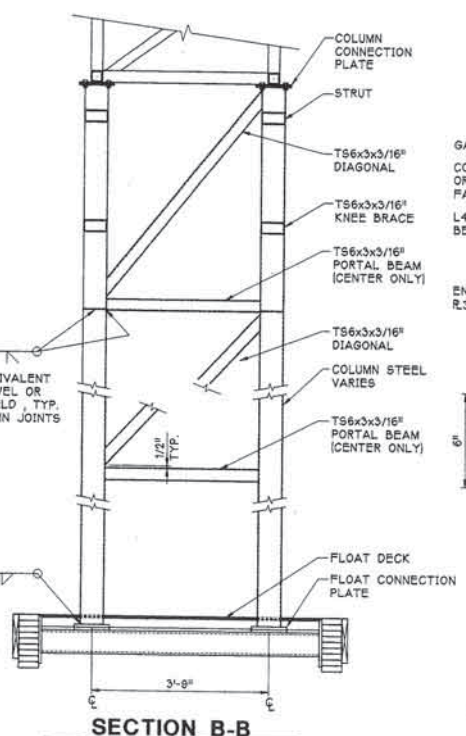 COLUMN
CONNECTION
PLATE
STRUT
TS6x3x3/16"
DIAGONAL
TS6x3x3/16"
KNEE BRACE
TS6x3x3/16"
PORTAL BEAM
(CENTER ONLY)
TS6x3x3/16"
DIAGONAL
COLUMN STEEL
VARIES
TS6x3x3/16"
PORTAL BEAM
(CENTER ONLY)
FLOAT DECK
FLOAT CONNECTION
PLATE
IVALENT
VEL OR
LD , TYP.
N JOINTS
1/2"
TYP.
GA
CO
OR
FA
L4
BE
EN
6"
3'-9"
℄
℄
SECTION B-B